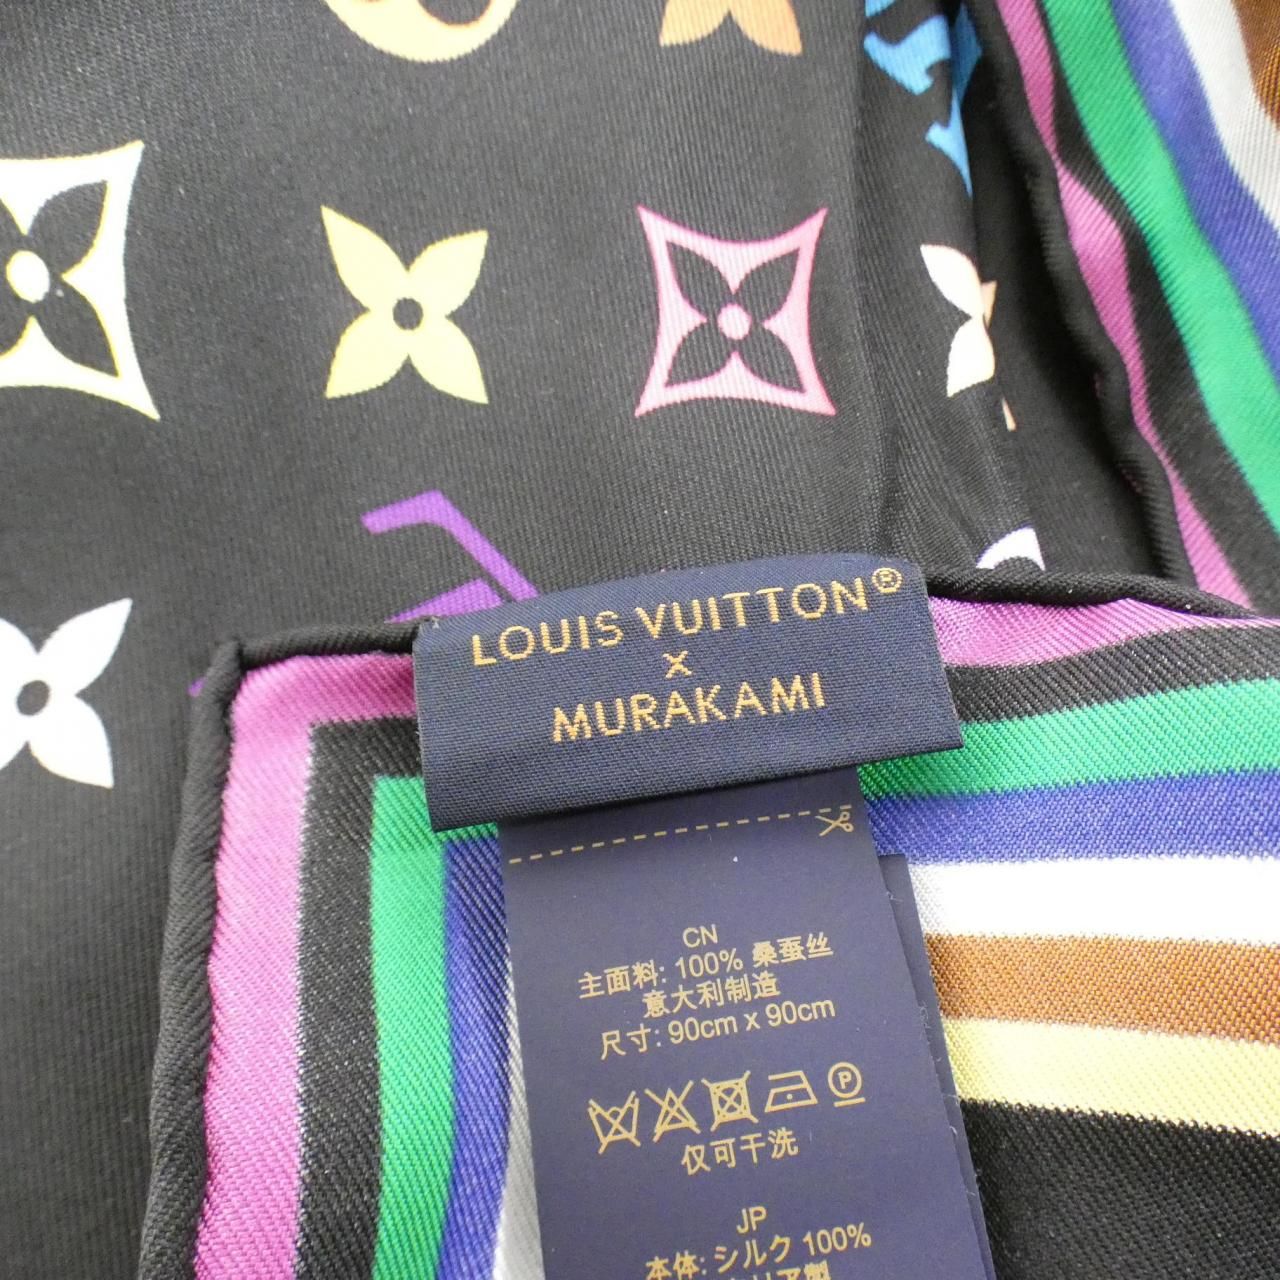 LOUIS VUITTON®
x
MURAKAMI
CN
主面料: 100% 桑蚕丝
意大利制造
尺寸: 90cm x 90cm
P
仅可干洗
JP
本体: シルク 100%